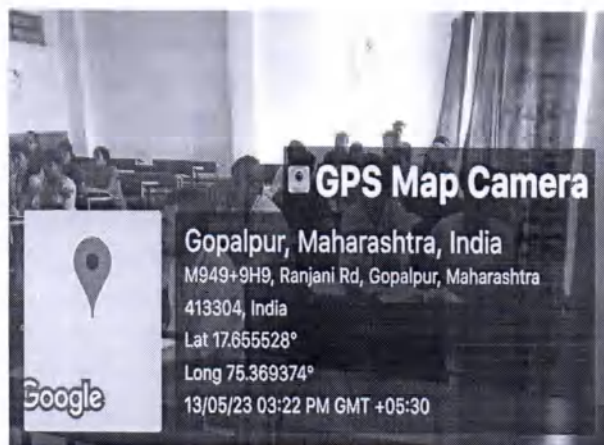 GPS Map Camera
Gopalpur, Maharashtra, India
M949+9H9, Ranjani Rd, Gopalpur, Maharashtra
413304, India
Lat 17.655528°
Long 75.369374°
13/05/23 03:22 PM GMT +05:30
Google